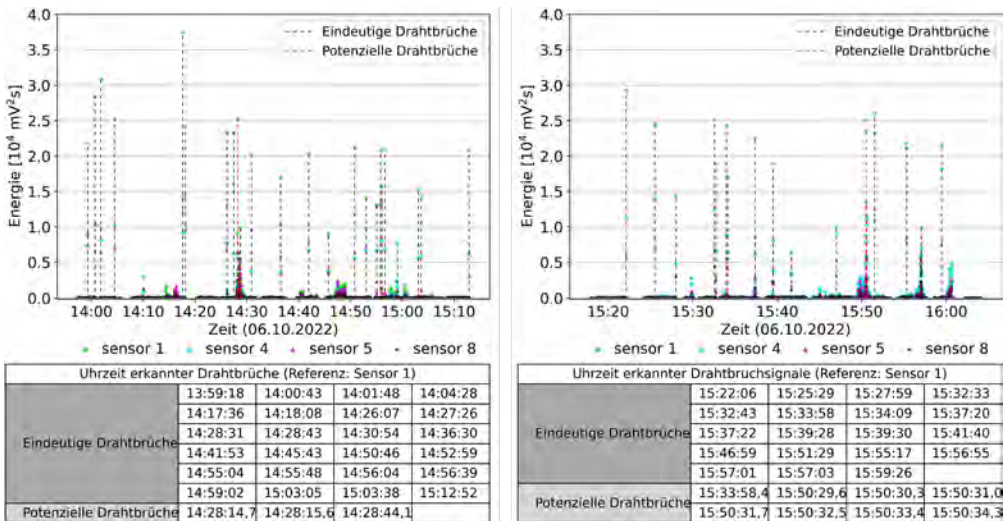 4.0
3.5
3.0
2.5
2.0
1.5
1.0
0.5
0.0
Energie [10⁴ mV²s]
Eindeutige Drahtbrüche
Potenzielle Drahtbrüche
14:00 14:10 14:20 14:30 14:40 14:50 15:00 15:10
Zeit (06.10.2022)
sensor 1 sensor 4 sensor 5 sensor 8
Uhrzeit erkannter Drahtbrüche (Referenz: Sensor 1)
Eindeutige Drahtbrüche
13:59:18 14:00:43 14:01:48 14:04:28
14:17:36 14:18:08 14:26:07 14:27:26
14:28:31 14:28:43 14:30:54 14:36:30
14:41:53 14:45:43 14:50:46 14:52:59
14:55:04 14:55:48 14:56:04 14:56:39
14:59:02 15:03:05 15:03:38 15:12:52
Potenzielle Drahtbrüche 14:28:14,7 14:28:15,6 14:28:44,1
4.0
3.5
3.0
2.5
2.0
1.5
1.0
0.5
0.0
Energie [10⁴ mV²s]
Eindeutige Drahtbrüche
Potenzielle Drahtbrüche
15:20 15:30 15:40 15:50 16:00
Zeit (06.10.2022)
sensor 1 sensor 4 sensor 5 sensor 8
Uhrzeit erkannter Drahtbruchsignale (Referenz: Sensor 1)
Eindeutige Drahtbrüche
15:22:06 15:25:29 15:27:59 15:32:33
15:32:43 15:33:58 15:34:09 15:37:20
15:37:22 15:39:28 15:39:30 15:41:40
15:46:59 15:51:29 15:55:17 15:56:55
15:57:01 15:57:03 15:59:26
Potenzielle Drahtbrüche
15:33:58,4 15:50:29,6 15:50:30,3 15:50:31,0
15:50:31,7 15:50:32,5 15:50:33,4 15:50:34,3